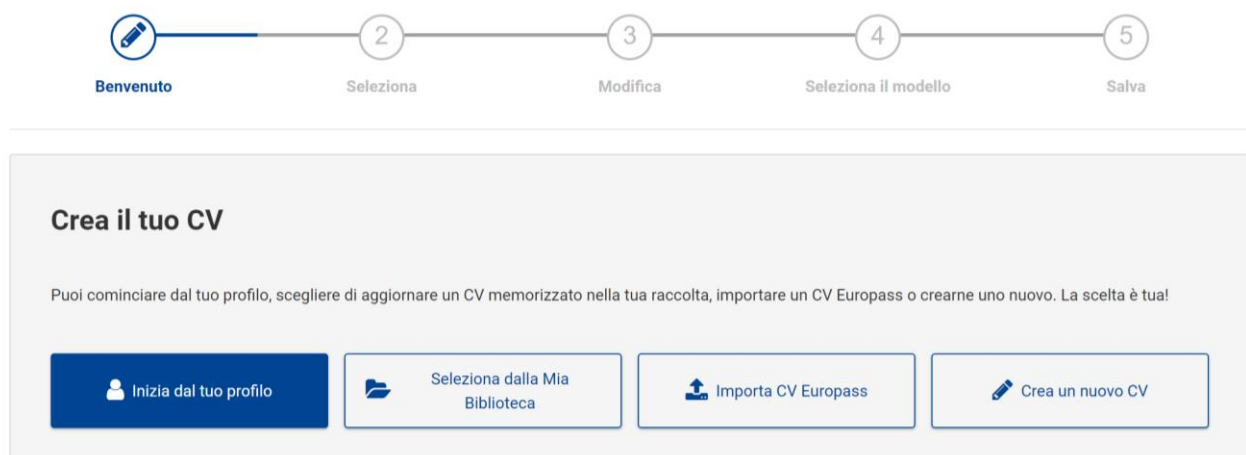 2 3 4 5
Benvenuto Seleziona Modifica Seleziona il modello Salva
Crea il tuo CV
Puoi cominciare dal tuo profilo, scegliere di aggiornare un CV memorizzato nella tua raccolta, importare un CV Europass o crearne uno nuovo. La scelta è tua!
Inizia dal tuo profilo
Seleziona dalla Mia
Biblioteca
Importa CV Europass
Crea un nuovo CV